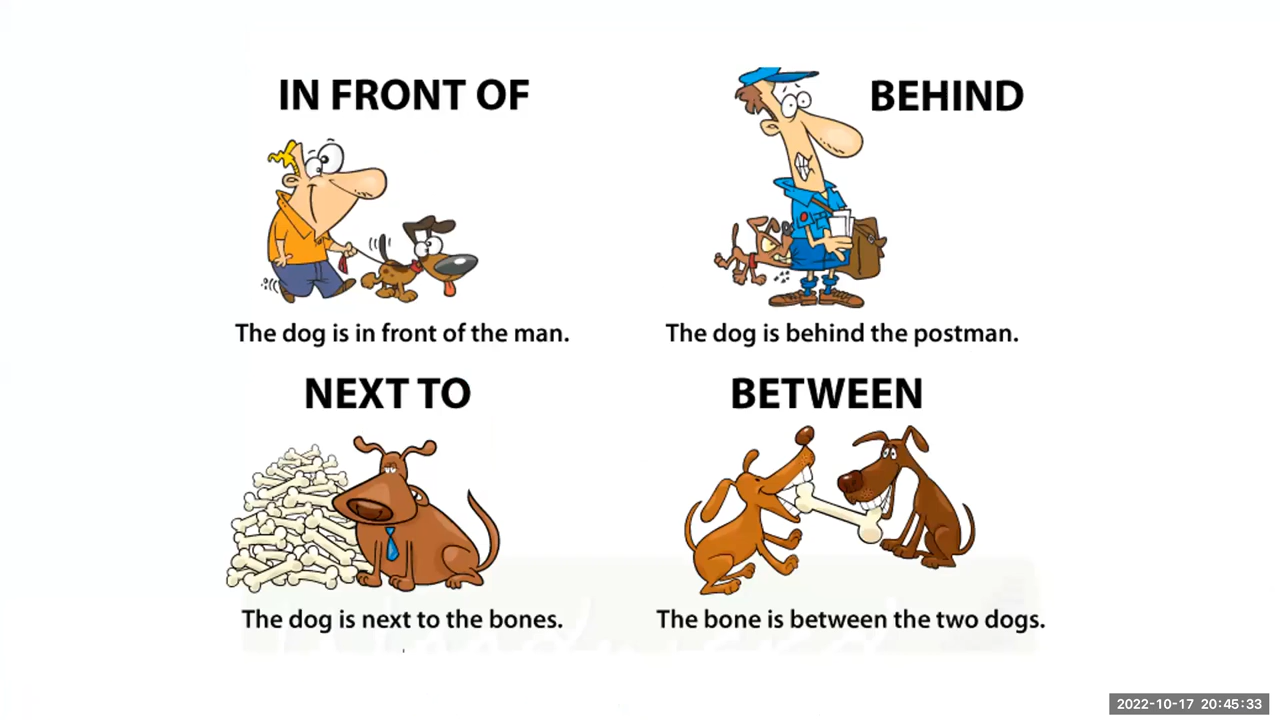 IN FRONT OF
BEHIND
The dog is in front of the man.
The dog is behind the postman.
NEXT TO
BETWEEN
The dog is next to the bones.
The bone is between the two dogs.
2022-10-17 20:45:33